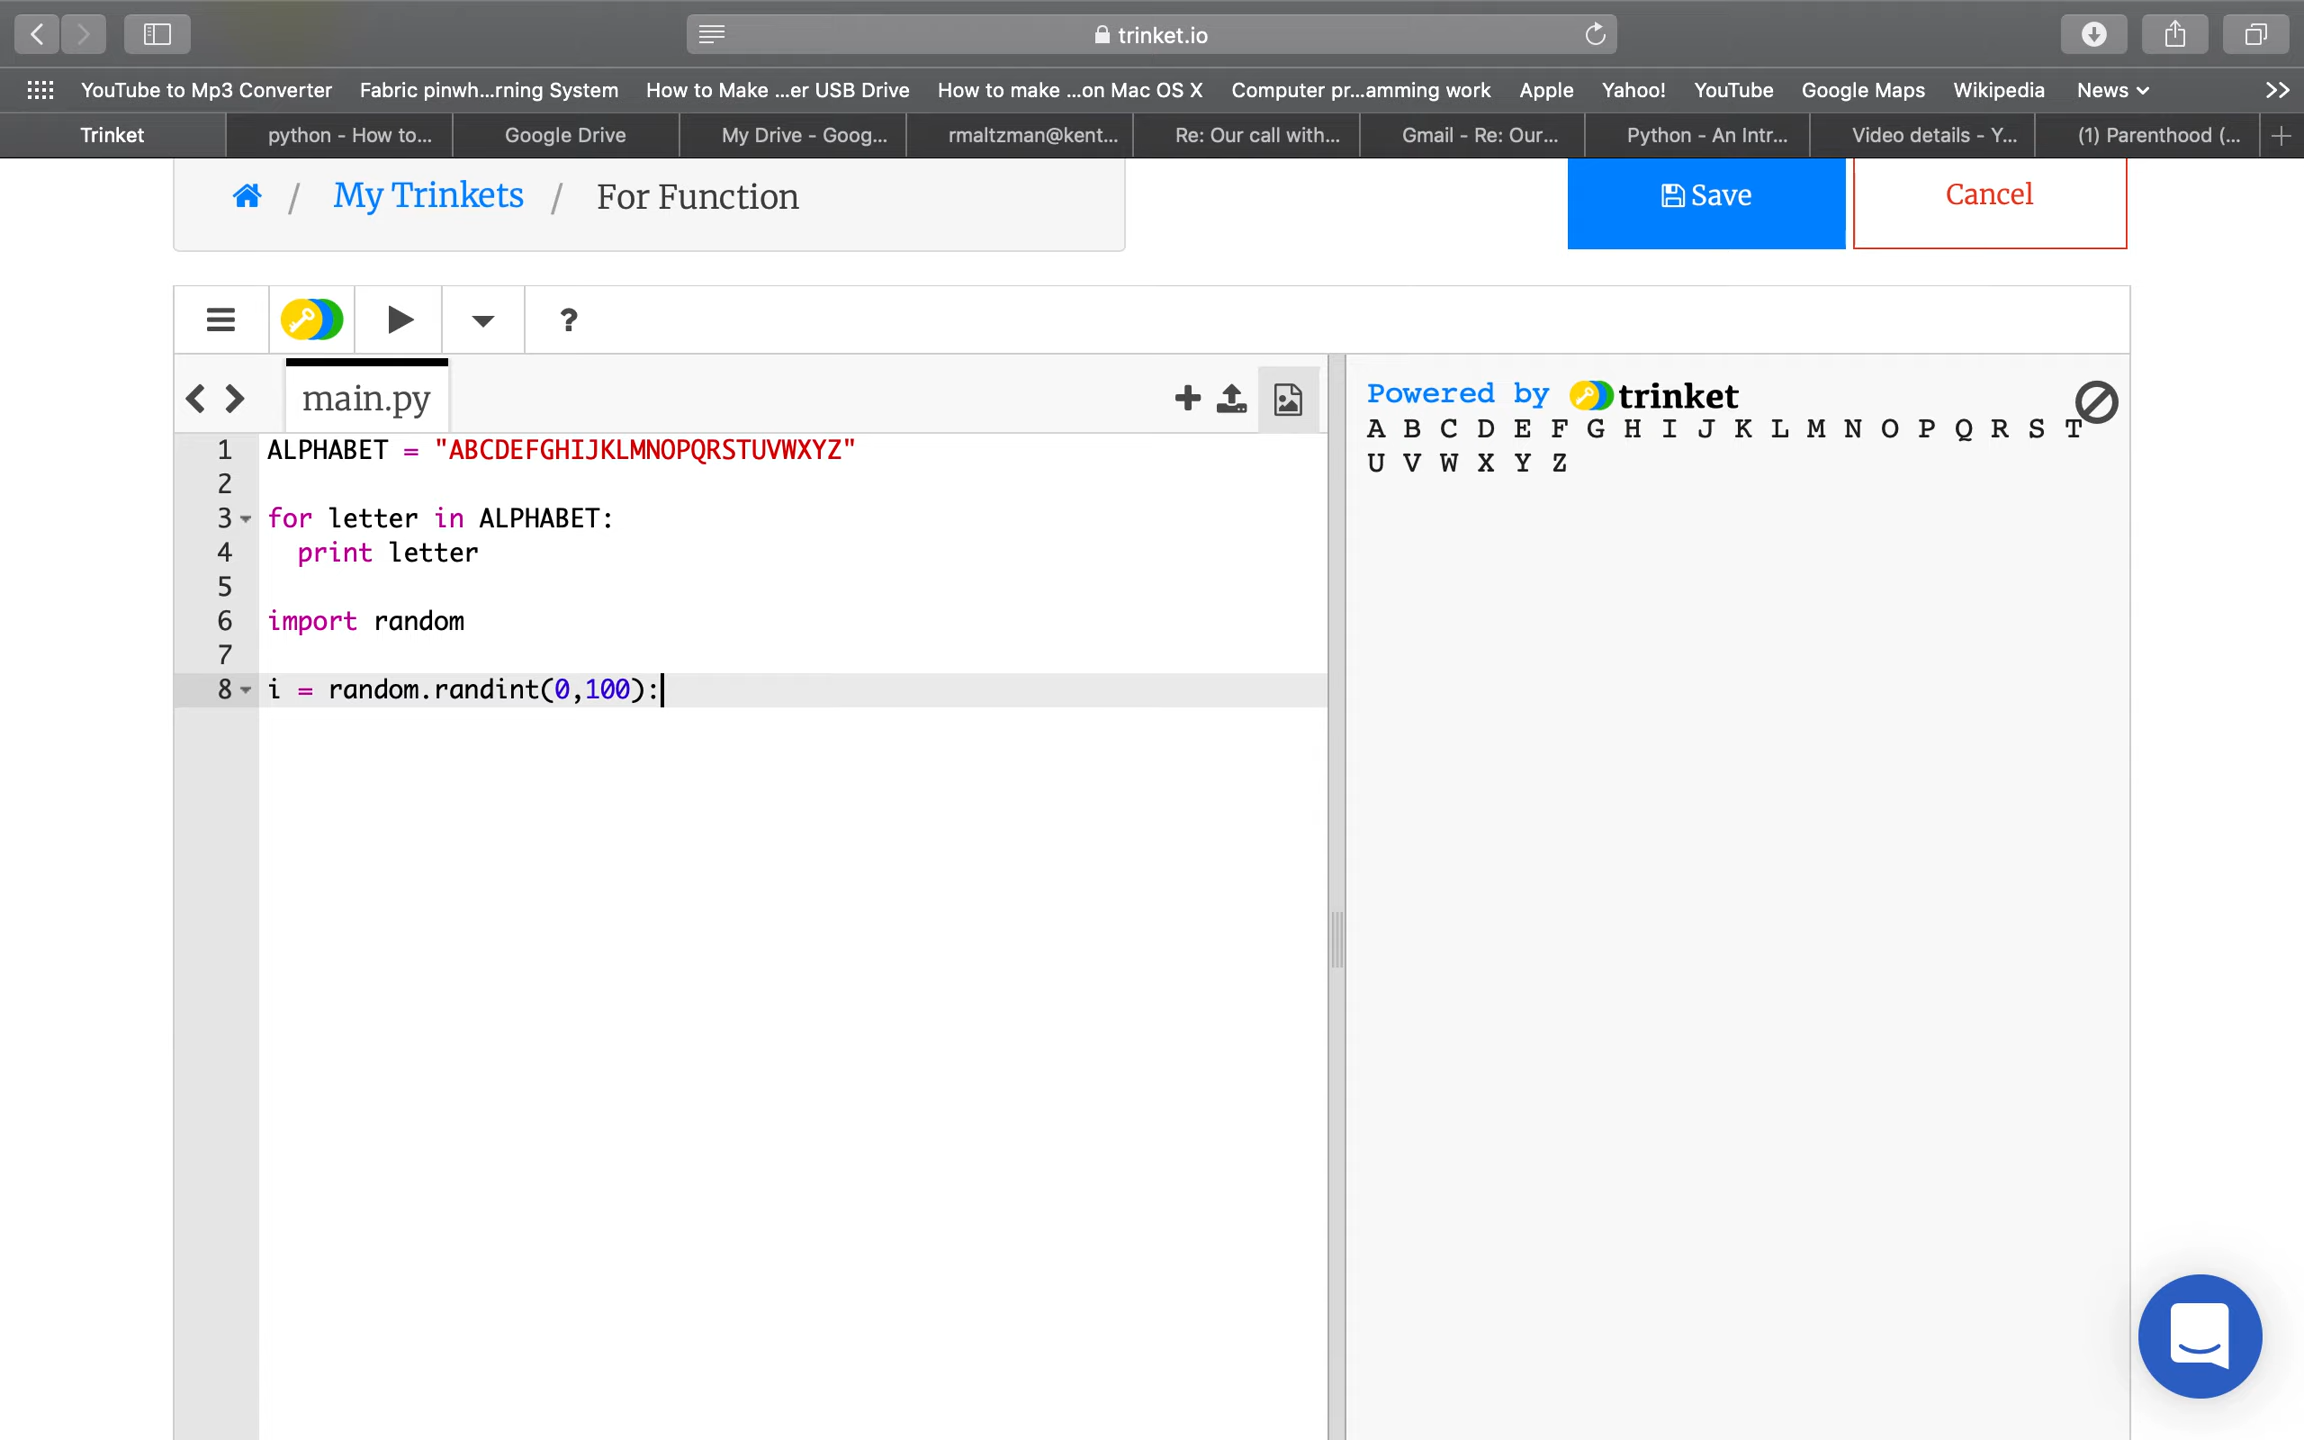 trinket.io
YouTube to Mp3 Converter Fabric pinwh...rning System How to Make ...er USB Drive How to make ...on Mac OS X Computer pr...amming work Apple Yahoo! YouTube Google Maps Wikipedia News
Trinket python - How to... Google Drive My Drive - Goog... rmaltzman@kent... Re: Our call with... Gmail - Re: Our... Python - An Intr... Video details - Y... (1) Parenthood (...
/ My Trinkets / For Function Save Cancel
?
main.py
1 ALPHABET = "ABCDEFGHIJKLMNOPQRSTUVWXYZ"
2
3 for letter in ALPHABET:
4 print letter
5
6 import random
7
8 i = random.randint(0,100):
Powered by trinket
A B C D E F G H I J K L M N O P Q R S T
U V W X Y Z